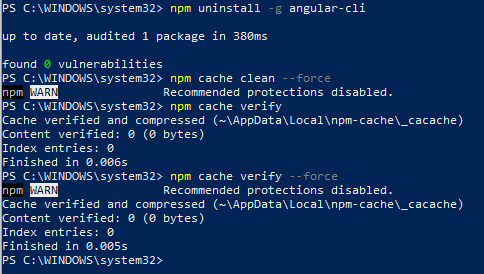 PS C:\WINDOWS\system32> npm uninstall -g angular-cli
up to date, audited 1 package in 380ms
found 0 vulnerabilities
PS C:\WINDOWS\system32> npm cache clean --force
npm WARN Recommended protections disabled.
PS C:\WINDOWS\system32> npm cache verify
Cache verified and compressed (~\AppData\Local\npm-cache\_cacache)
Content verified: 0 (0 bytes)
Index entries: 0
Finished in 0.006s
PS C:\WINDOWS\system32> npm cache verify --force
npm WARN Recommended protections disabled.
Cache verified and compressed (~\AppData\Local\npm-cache\_cacache)
Content verified: 0 (0 bytes)
Index entries: 0
Finished in 0.005s
PS C:\WINDOWS\system32>